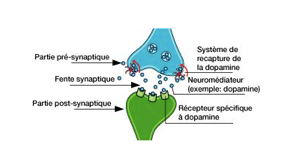 Partie pré-synaptique
Fente synaptique
Partie post-synaptique
Système de
recapture de
la dopamine
Neuromédiateur
(exemple: dopamine)
Récepteur spécifique
à dopamine